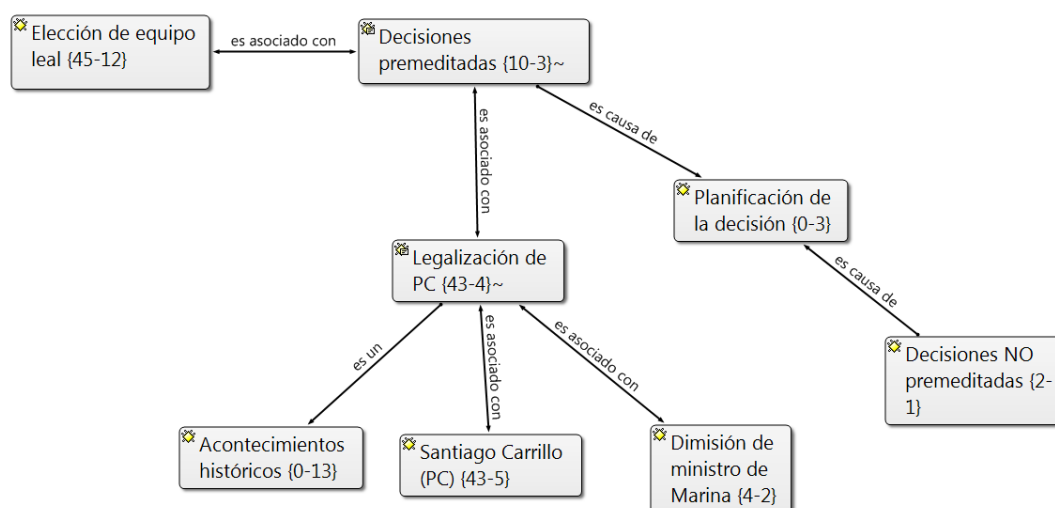 Elección de equipo
leal {45-12}
es asociado con
Decisiones
premeditadas {10-3}~
es causa de
es asociado con
Planificación de
la decisión {0-3}
Legalización de
PC {43-4}~
es causa de
es un
es asociado con
es asociado con
Decisiones NO
premeditadas {2-
1}
Acontecimientos
históricos {0-13}
Santiago Carrillo
(PC) {43-5}
Dimisión de
ministro de
Marina {4-2}